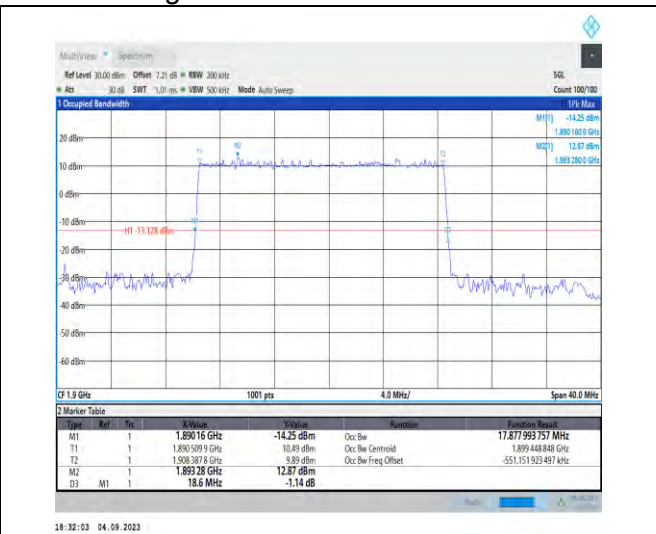 MultiView Spectrum
Ref Level 30.00 dBm Offset 7.21 dB RBW 200 kHz SGL
Att 30 dB SWT 1.01 ms VBW 500 kHz Mode Auto Sweep Count 100/100
1 Occupied Bandwidth 1Pk Max
M1[1] -14.25 dBm
1.890 160 0 GHz
M2[1] 12.87 dBm
1.893 280 0 GHz
20 dBm
T1 M2 T2
10 dBm
0 dBm
-10 dBm
M1
H1 -13.128 dBm
-20 dBm
-30 dBm
-40 dBm
-50 dBm
-60 dBm
CF 1.9 GHz 1001 pts 4.0 MHz/ Span 40.0 MHz
2 Marker Table
Type Ref Trc X-Value Y-Value Function Function Result
M1 1 1.89016 GHz -14.25 dBm Occ Bw 17.877 993 757 MHz
T1 1 1.890 509 9 GHz 10.49 dBm Occ Bw Centroid 1.899 448 848 GHz
T2 1 1.908 387 8 GHz 9.89 dBm Occ Bw Freq Offset -551.151 923 497 kHz
M2 1 1.893 28 GHz 12.87 dBm
D3 M1 1 18.6 MHz -1.14 dB
18:32:03 04.09.2023